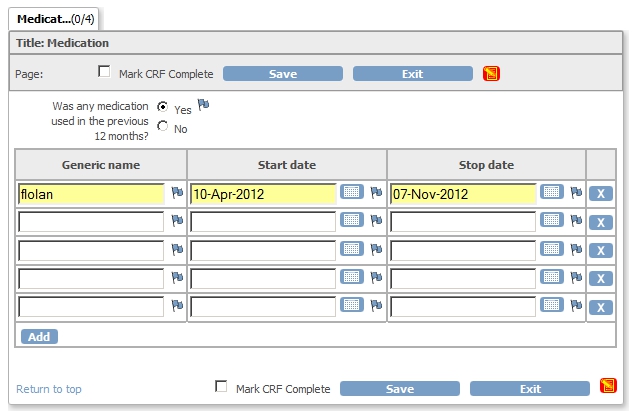 Medicat...(0/4)
Title: Medication
Page: Mark CRF Complete Save Exit
Was any medication used in the previous 12 months? Yes No
Generic name Start date Stop date
flolan 10-Apr-2012 07-Nov-2012 X
X
X
X
X
Add
Return to top Mark CRF Complete Save Exit